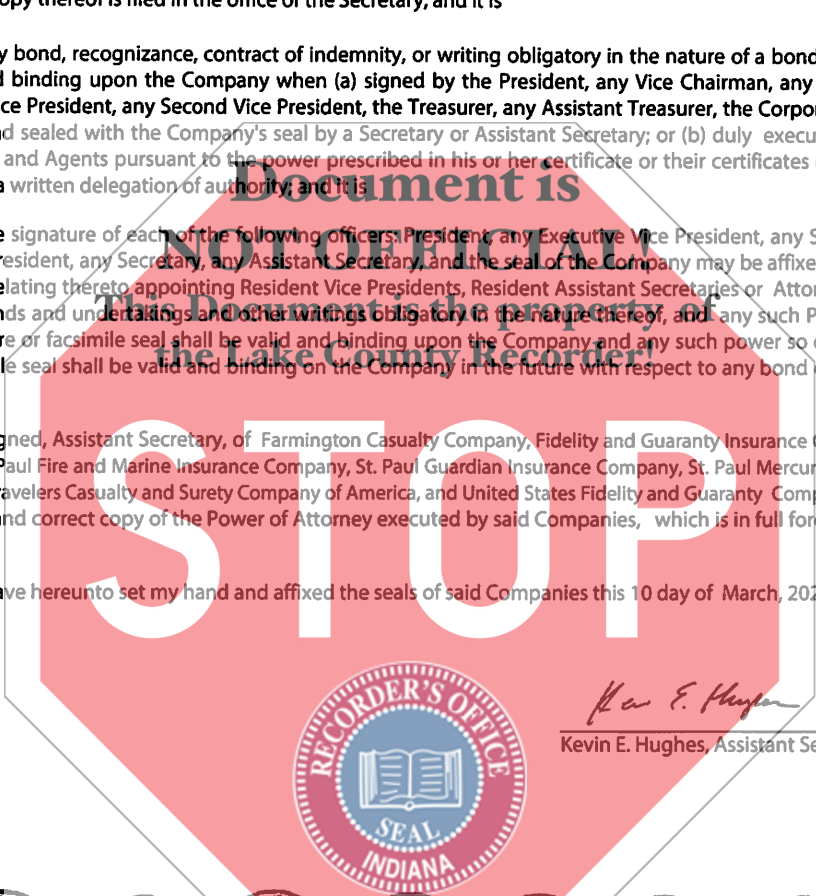 opy thereof is filed in the office of the Secretary, and it is
y bond, recognizance, contract of indemnity, or writing obligatory in the nature of a bond
d binding upon the Company when (a) signed by the President, any Vice Chairman, any
ce President, any Second Vice President, the Treasurer, any Assistant Treasurer, the Corpo
d sealed with the Company's seal by a Secretary or Assistant Secretary; or (b) duly execu
and Agents pursuant to the power prescribed in his or her certificate or their certificates
a written delegation of authority; and it is
Document is
e signature of each of the following officers: President, any Executive Vice President, any S
NOT OFFICIAL!
resident, any Secretary, any Assistant Secretary, and the seal of the Company may be affixe
elating thereto appointing Resident Vice Presidents, Resident Assistant Secretaries or Attor
This Document is the property of
nds and undertakings and other writings obligatory in the nature thereof, and any such P
re or facsimile seal shall be valid and binding upon the Company and any such power so
the Lake County Recorder!
le seal shall be valid and binding on the Company in the future with respect to any bond
gned, Assistant Secretary, of Farmington Casualty Company, Fidelity and Guaranty Insurance
Paul Fire and Marine Insurance Company, St. Paul Guardian Insurance Company, St. Paul Mercur
avelers Casualty and Surety Company of America, and United States Fidelity and Guaranty Comp
nd correct copy of the Power of Attorney executed by said Companies, which is in full for
STOP
ave hereunto set my hand and affixed the seals of said Companies this 10 day of March, 202
Kevin E. Hughes, Assistant Se
RECORDER'S OFFICE
SEAL
INDIANA